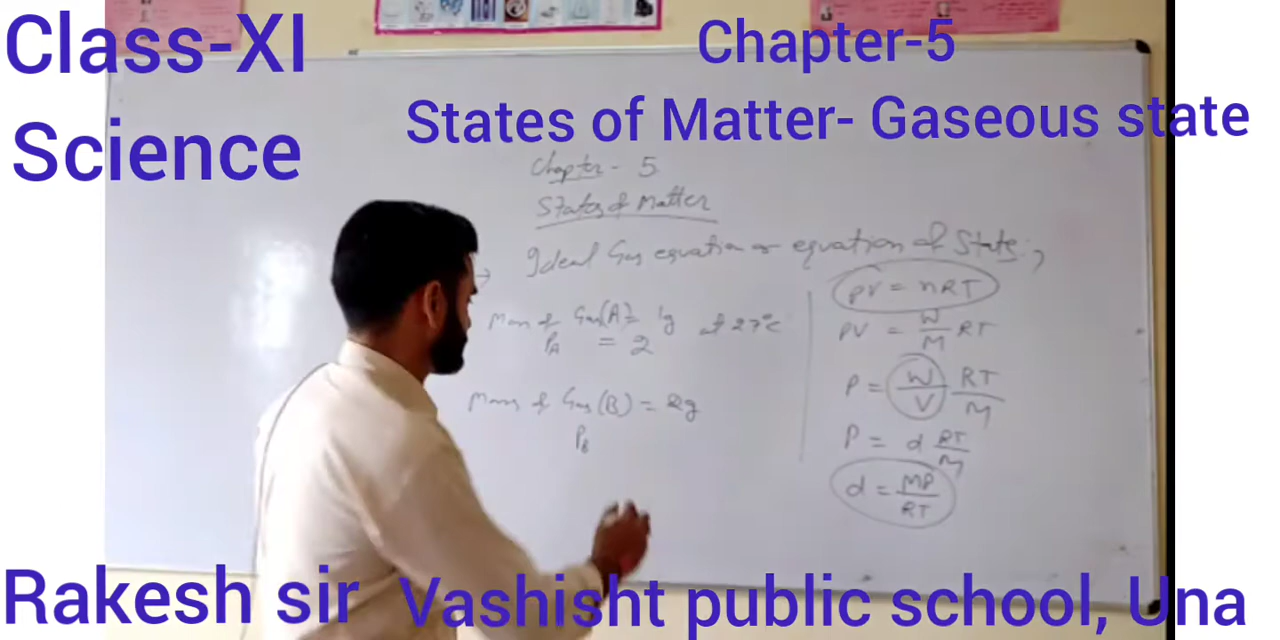 Class-XI
Science
Chapter-5
States of Matter- Gaseous state
Chapter - 5
States of Matter
→ Ideal Gas equation or equation of State :-
Mass of Gas(A) = 1g at 27°C
P_A = 2
Mass of Gas (B) = 2g
P_B
PV = nRT
PV = W/M RT
P = W/V RT/M
P = d RT/M
d = MP/RT
Rakesh sir
Vashisht public school, Una